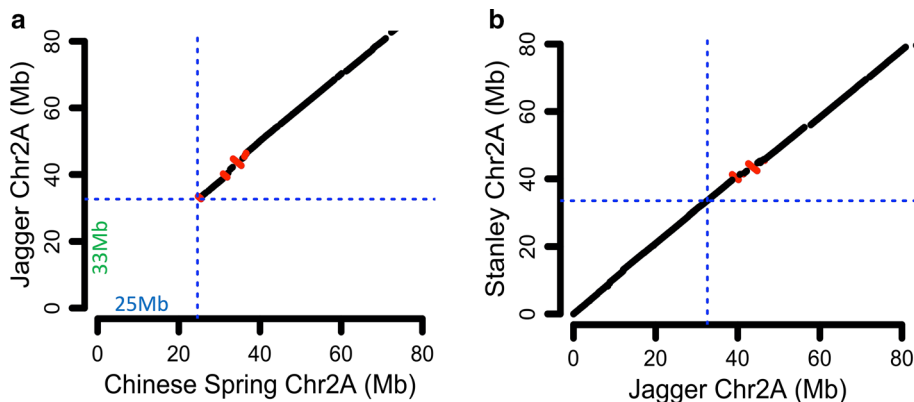 a
Jagger Chr2A (Mb)
80
60
40
20
0
33Mb
25Mb
0 20 40 60 80
Chinese Spring Chr2A (Mb)
b
Stanley Chr2A (Mb)
80
60
40
20
0
0 20 40 60 80
Jagger Chr2A (Mb)